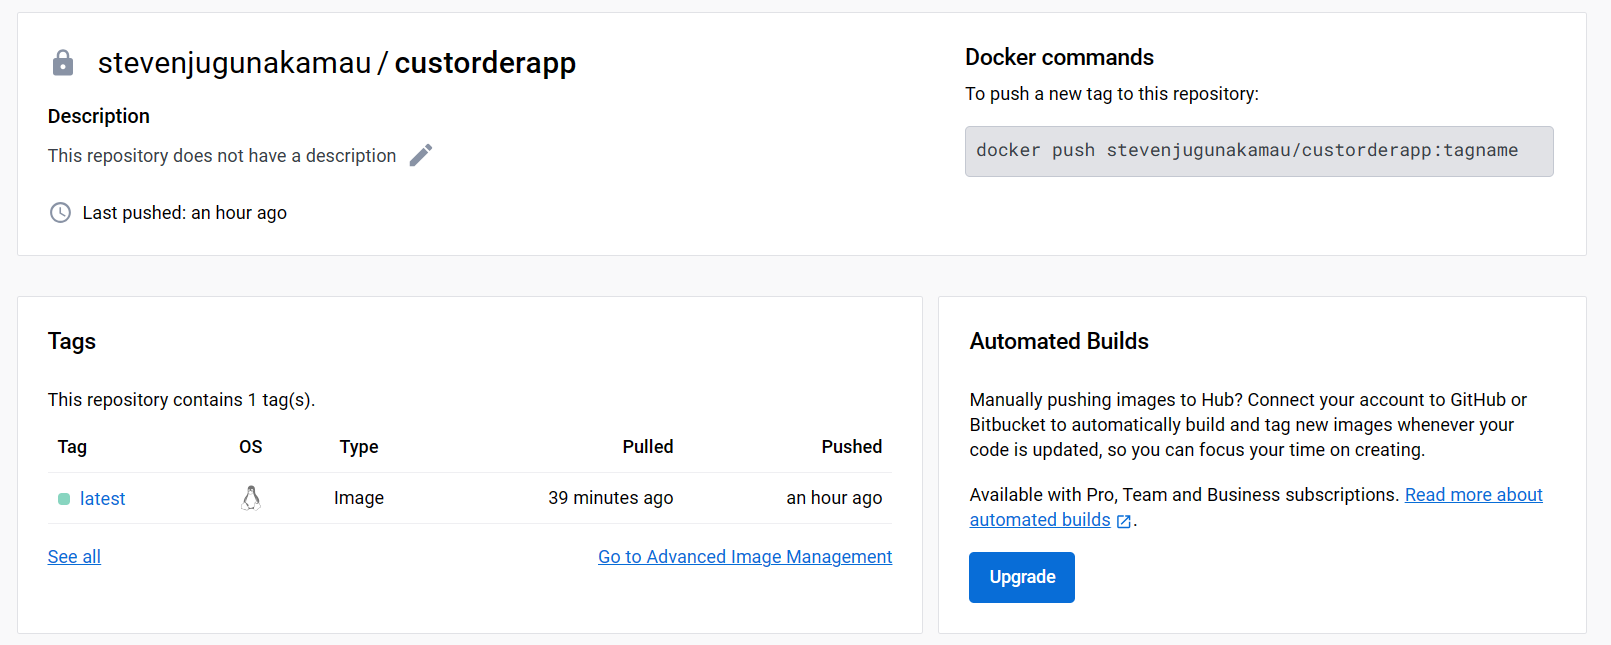 stevenjugunakamau / custorderapp
Description
This repository does not have a description
Last pushed: an hour ago
Docker commands
To push a new tag to this repository:
docker push stevenjugunakamau/custorderapp:tagname
Tags
This repository contains 1 tag(s).
Tag OS Type Pulled Pushed
latest Image 39 minutes ago an hour ago
See all Go to Advanced Image Management
Automated Builds
Manually pushing images to Hub? Connect your account to GitHub or
Bitbucket to automatically build and tag new images whenever your
code is updated, so you can focus your time on creating.
Available with Pro, Team and Business subscriptions. Read more about
automated builds .
Upgrade